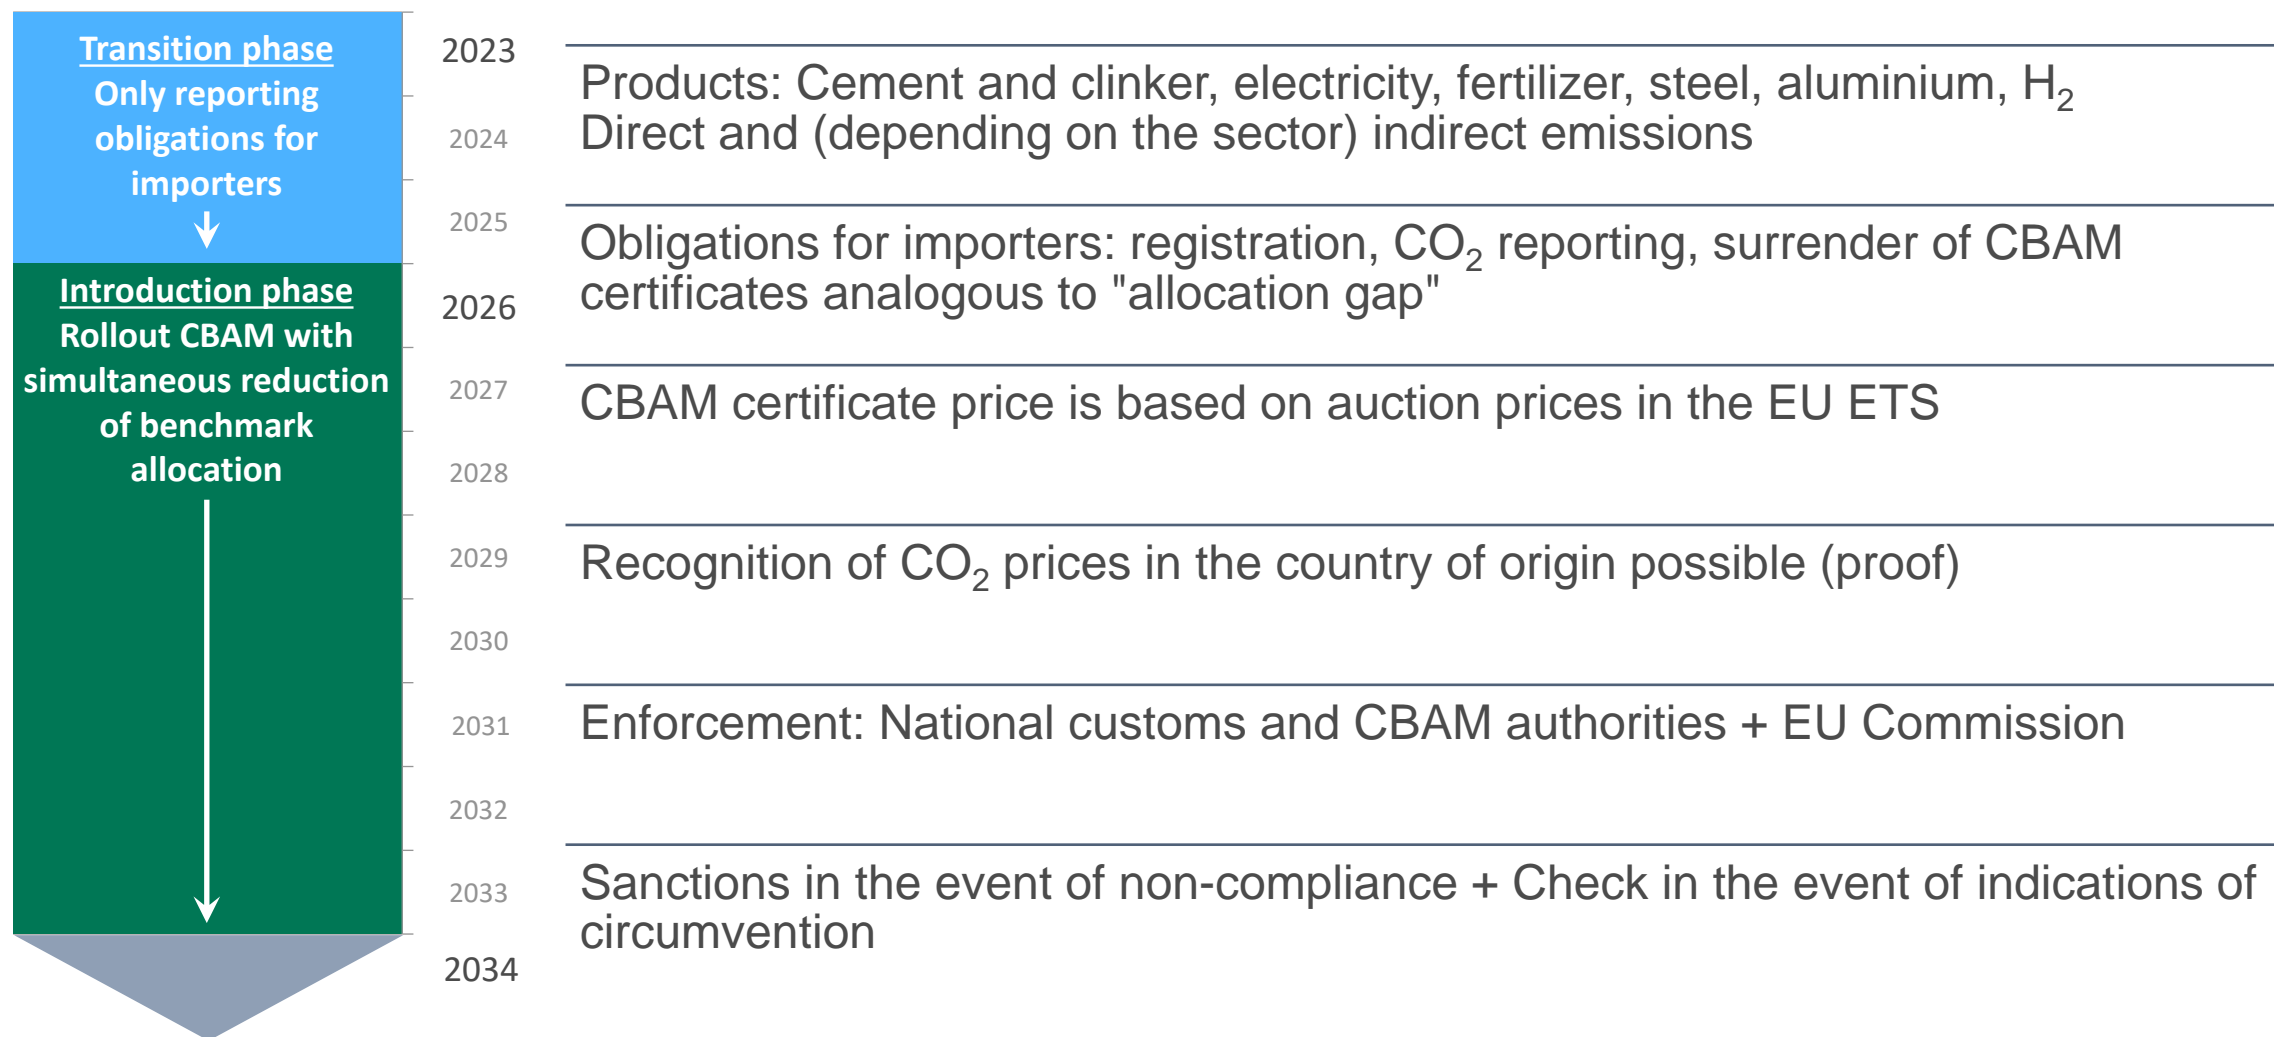 Transition phase
Only reporting
obligations for
importers
Introduction phase
Rollout CBAM with
simultaneous reduction
of benchmark
allocation
2023
2024
2025
2026
2027
2028
2029
2030
2031
2032
2033
2034
Products: Cement and clinker, electricity, fertilizer, steel, aluminium, H₂
Direct and (depending on the sector) indirect emissions
Obligations for importers: registration, CO₂ reporting, surrender of CBAM
certificates analogous to "allocation gap"
CBAM certificate price is based on auction prices in the EU ETS
Recognition of CO₂ prices in the country of origin possible (proof)
Enforcement: National customs and CBAM authorities + EU Commission
Sanctions in the event of non-compliance + Check in the event of indications of
circumvention